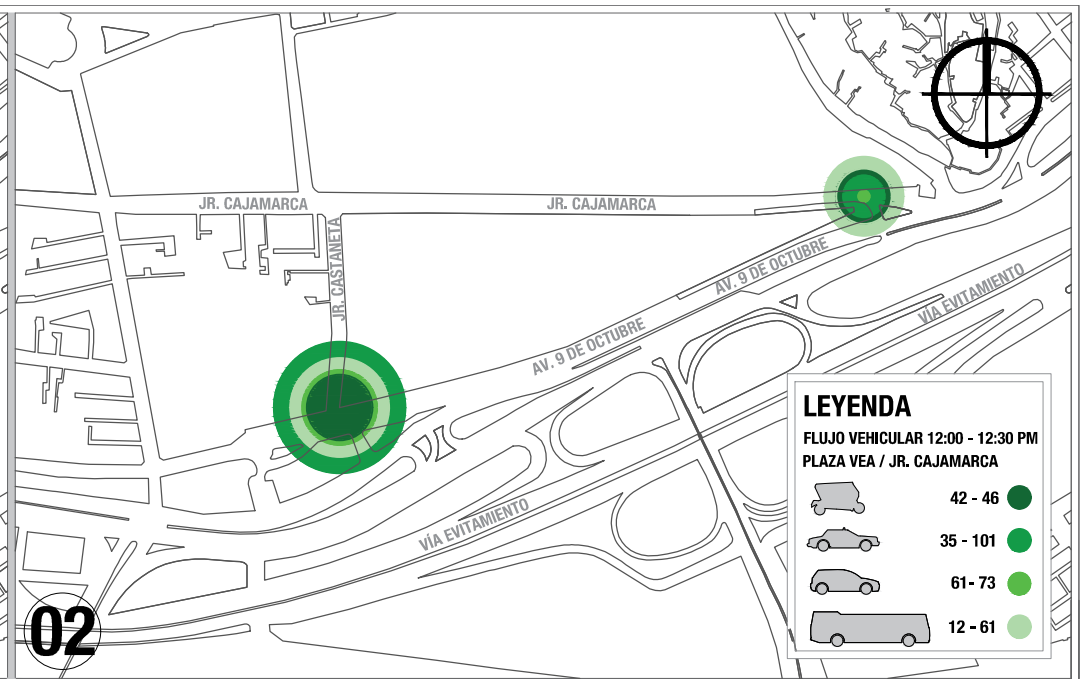 JR. CAJAMARCA
JR. CAJAMARCA
JR. CASTAÑETA
AV. 9 DE OCTUBRE
AV. 9 DE OCTUBRE
VÍA EVITAMIENTO
VÍA EVITAMIENTO
LEYENDA
FLUJO VEHICULAR 12:00 - 12:30 PM
PLAZA VEA / JR. CAJAMARCA
42 - 46
35 - 101
61- 73
12 - 61
02